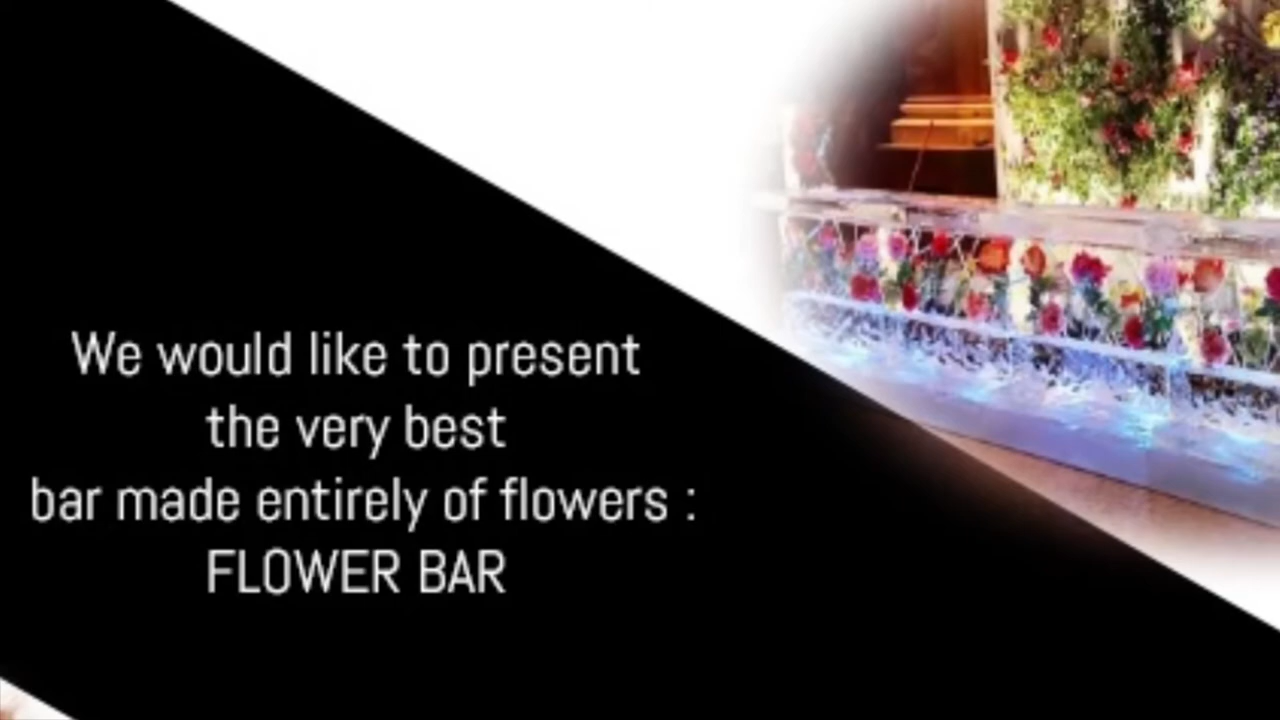 We would like to present
the very best
bar made entirely of flowers :
FLOWER BAR